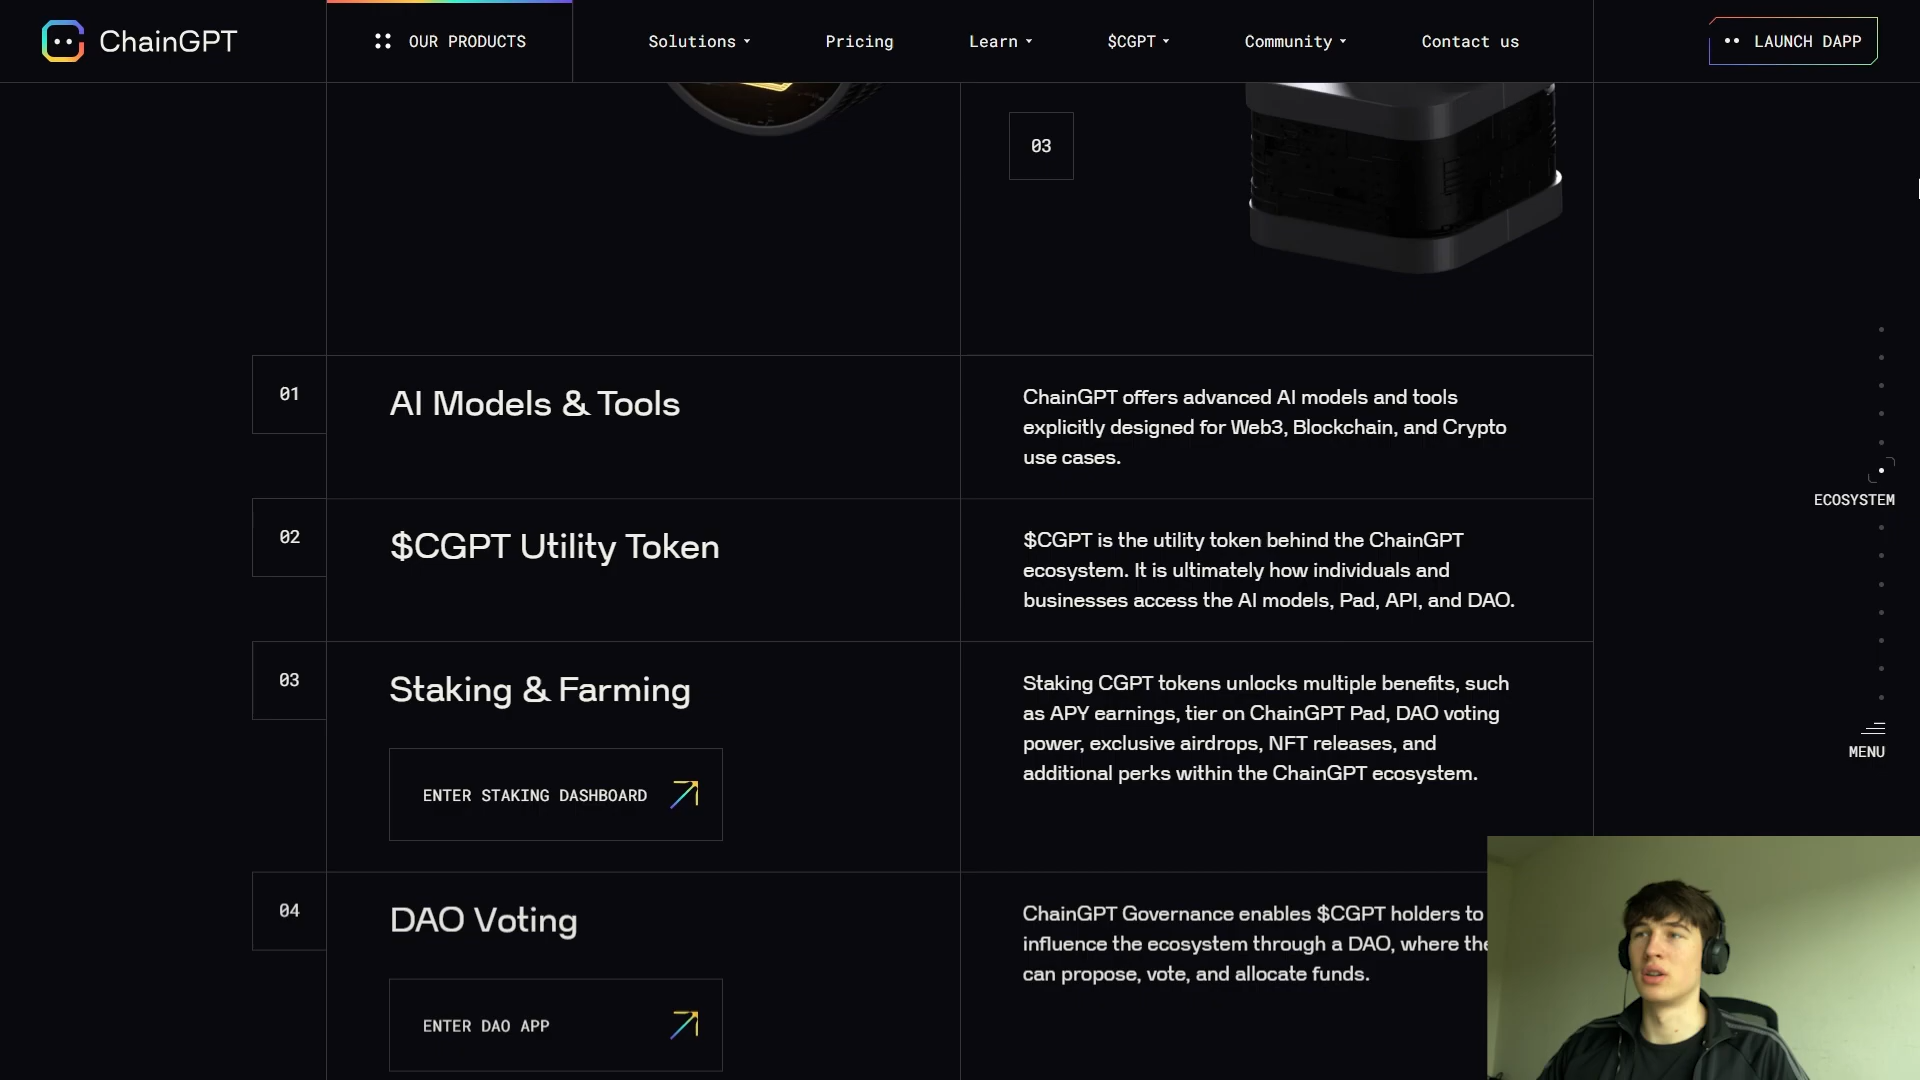 ChainGPT
OUR PRODUCTS
Solutions
Pricing
Learn
$CGPT
Community
Contact us
LAUNCH DAPP
03
01
AI Models & Tools
ChainGPT offers advanced AI models and tools
explicitly designed for Web3, Blockchain, and Crypto
use cases.
02
$CGPT Utility Token
$CGPT is the utility token behind the ChainGPT
ecosystem. It is ultimately how individuals and
businesses access the AI models, Pad, API, and DAO.
ECOSYSTEM
03
Staking & Farming
Staking CGPT tokens unlocks multiple benefits, such
as APY earnings, tier on ChainGPT Pad, DAO voting
power, exclusive airdrops, NFT releases, and
additional perks within the ChainGPT ecosystem.
ENTER STAKING DASHBOARD
MENU
04
DAO Voting
ChainGPT Governance enables $CGPT holders to
influence the ecosystem through a DAO, where
can propose, vote, and allocate funds.
ENTER DAO APP